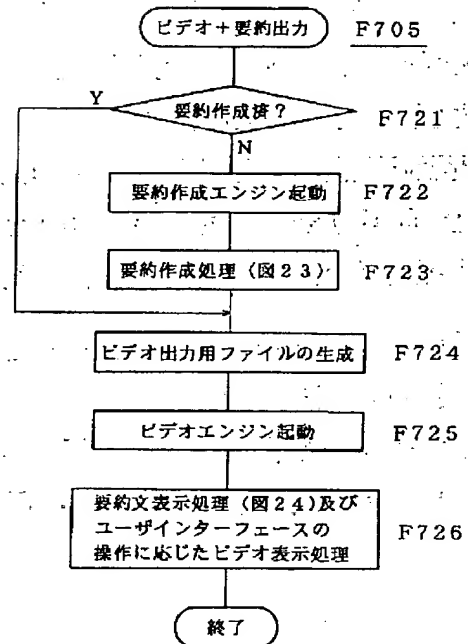 ビデオ+要約出力 F705
要約作成済? F721
Y
N
要約作成エンジン起動 F722
要約作成処理(図23) F723
ビデオ出力用ファイルの生成 F724
ビデオエンジン起動 F725
要約文表示処理(図24)及び
ユーザインターフェースの
操作に応じたビデオ表示処理 F726
終了